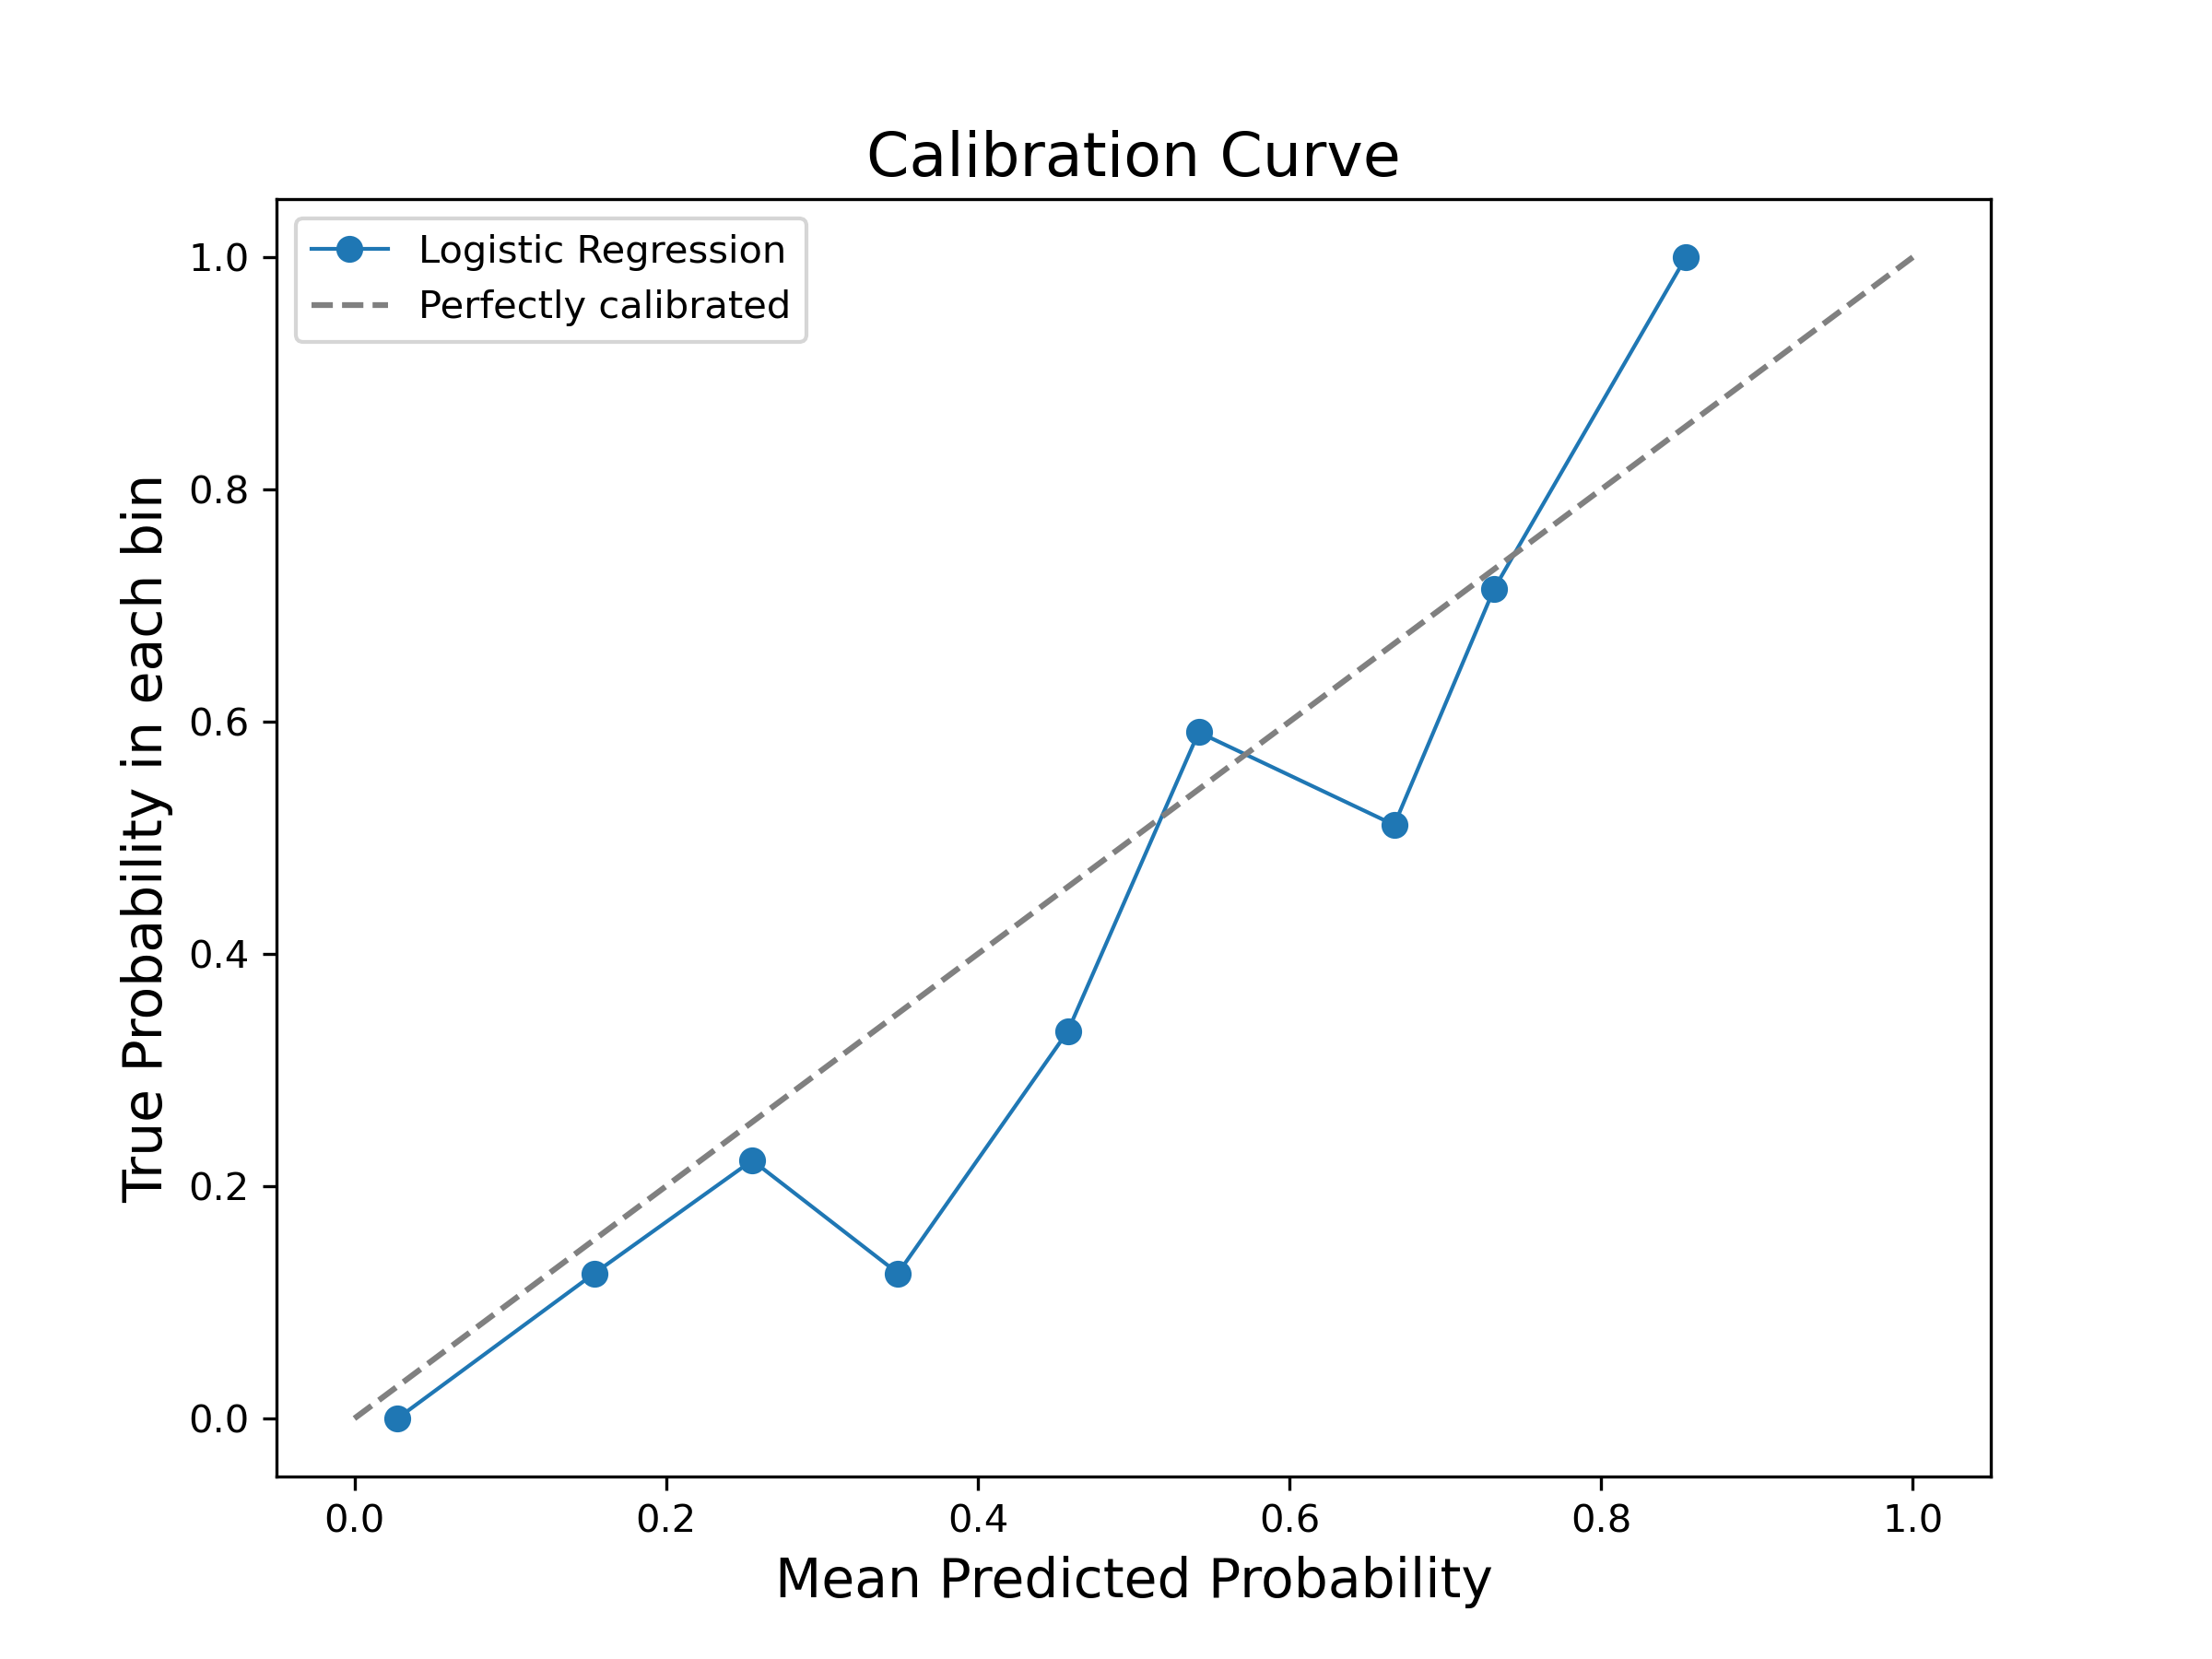 Calibration Curve
Logistic Regression
Perfectly calibrated
True Probability in each bin
1.0
0.8
0.6
0.4
0.2
0.0
0.0 0.2 0.4 0.6 0.8 1.0
Mean Predicted Probability